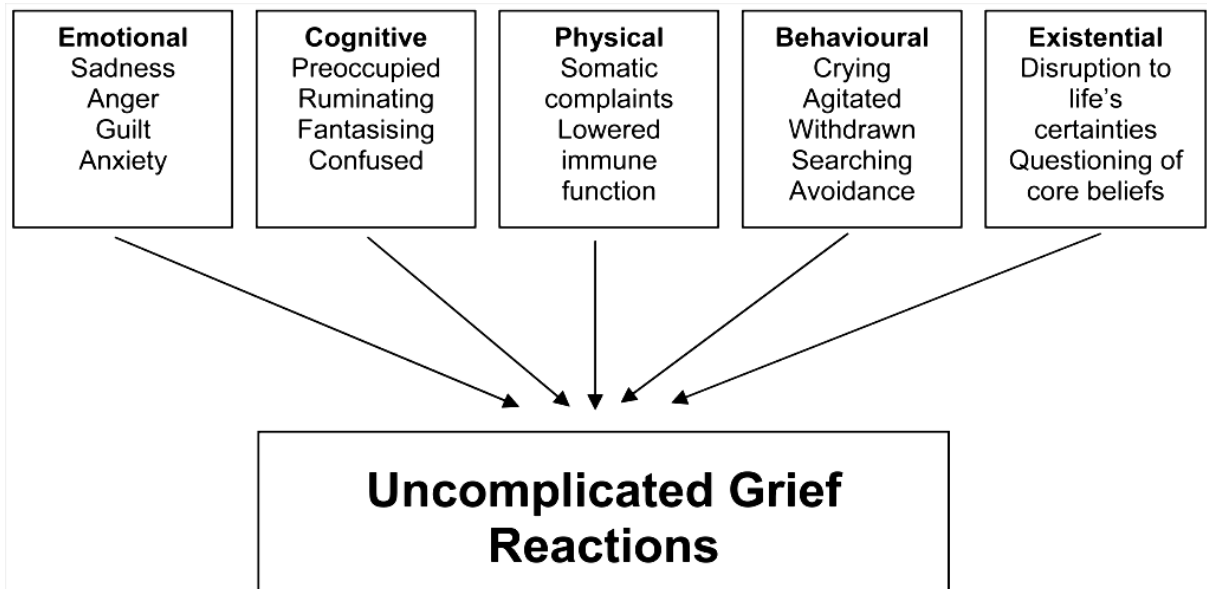 Emotional
Sadness
Anger
Guilt
Anxiety
Cognitive
Preoccupied
Ruminating
Fantasising
Confused
Physical
Somatic
complaints
Lowered
immune
function
Behavioural
Crying
Agitated
Withdrawn
Searching
Avoidance
Existential
Disruption to
life's
certainties
Questioning of
core beliefs
Uncomplicated Grief
Reactions